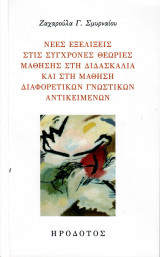 Ζαχαρούλα Γ. Σμυρναίου
ΝΕΕΣ ΕΞΕΛΙΞΕΙΣ
ΣΤΙΣ ΣΥΓΧΡΟΝΕΣ ΘΕΩΡΙΕΣ
ΜΑΘΗΣΗΣ ΣΤΗ ΔΙΔΑΣΚΑΛΙΑ
ΚΑΙ ΣΤΗ ΜΑΘΗΣΗ
ΔΙΑΦΟΡΕΤΙΚΩΝ ΓΝΩΣΤΙΚΩΝ
ΑΝΤΙΚΕΙΜΕΝΩΝ
ΗΡΟΔΟΤΟΣ